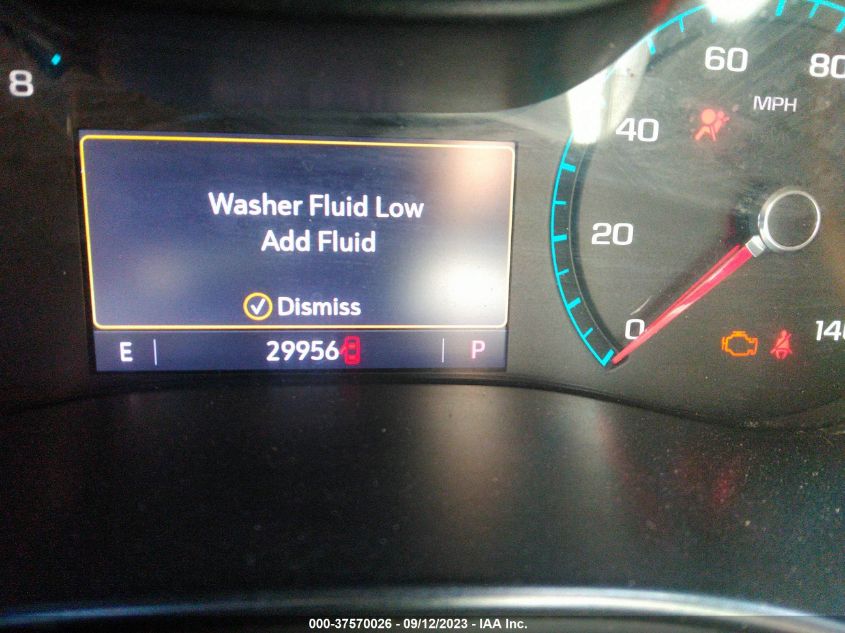 8
60
80
MPH
40
20
0
140
Washer Fluid Low
Add Fluid
Dismiss
E
29956
P
000-37570026 - 09/12/2023 - IAA Inc.